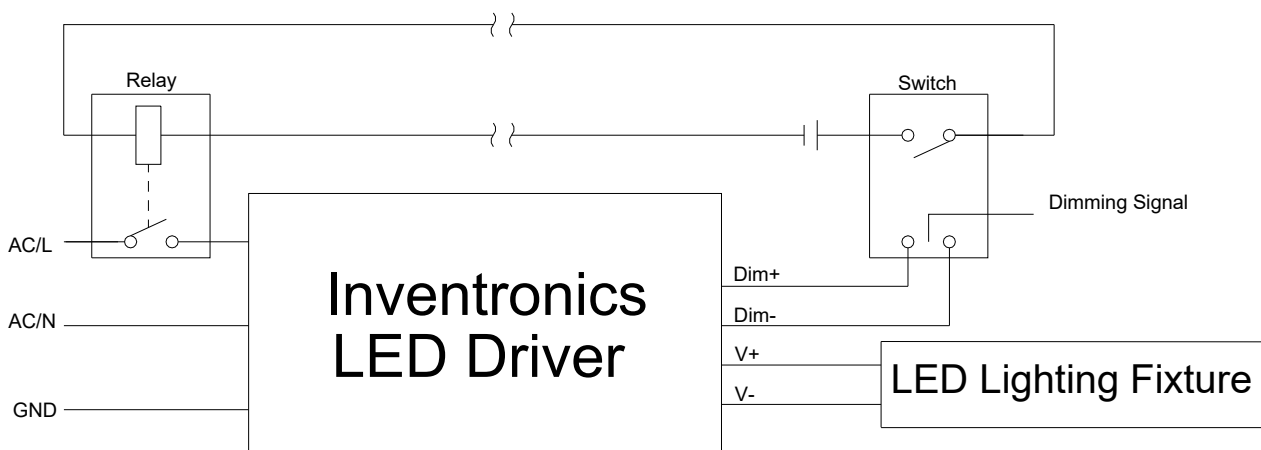 Relay
Switch
Dimming Signal
AC/L
Inventronics
LED Driver
Dim+
AC/N
Dim-
V+
LED Lighting Fixture
V-
GND